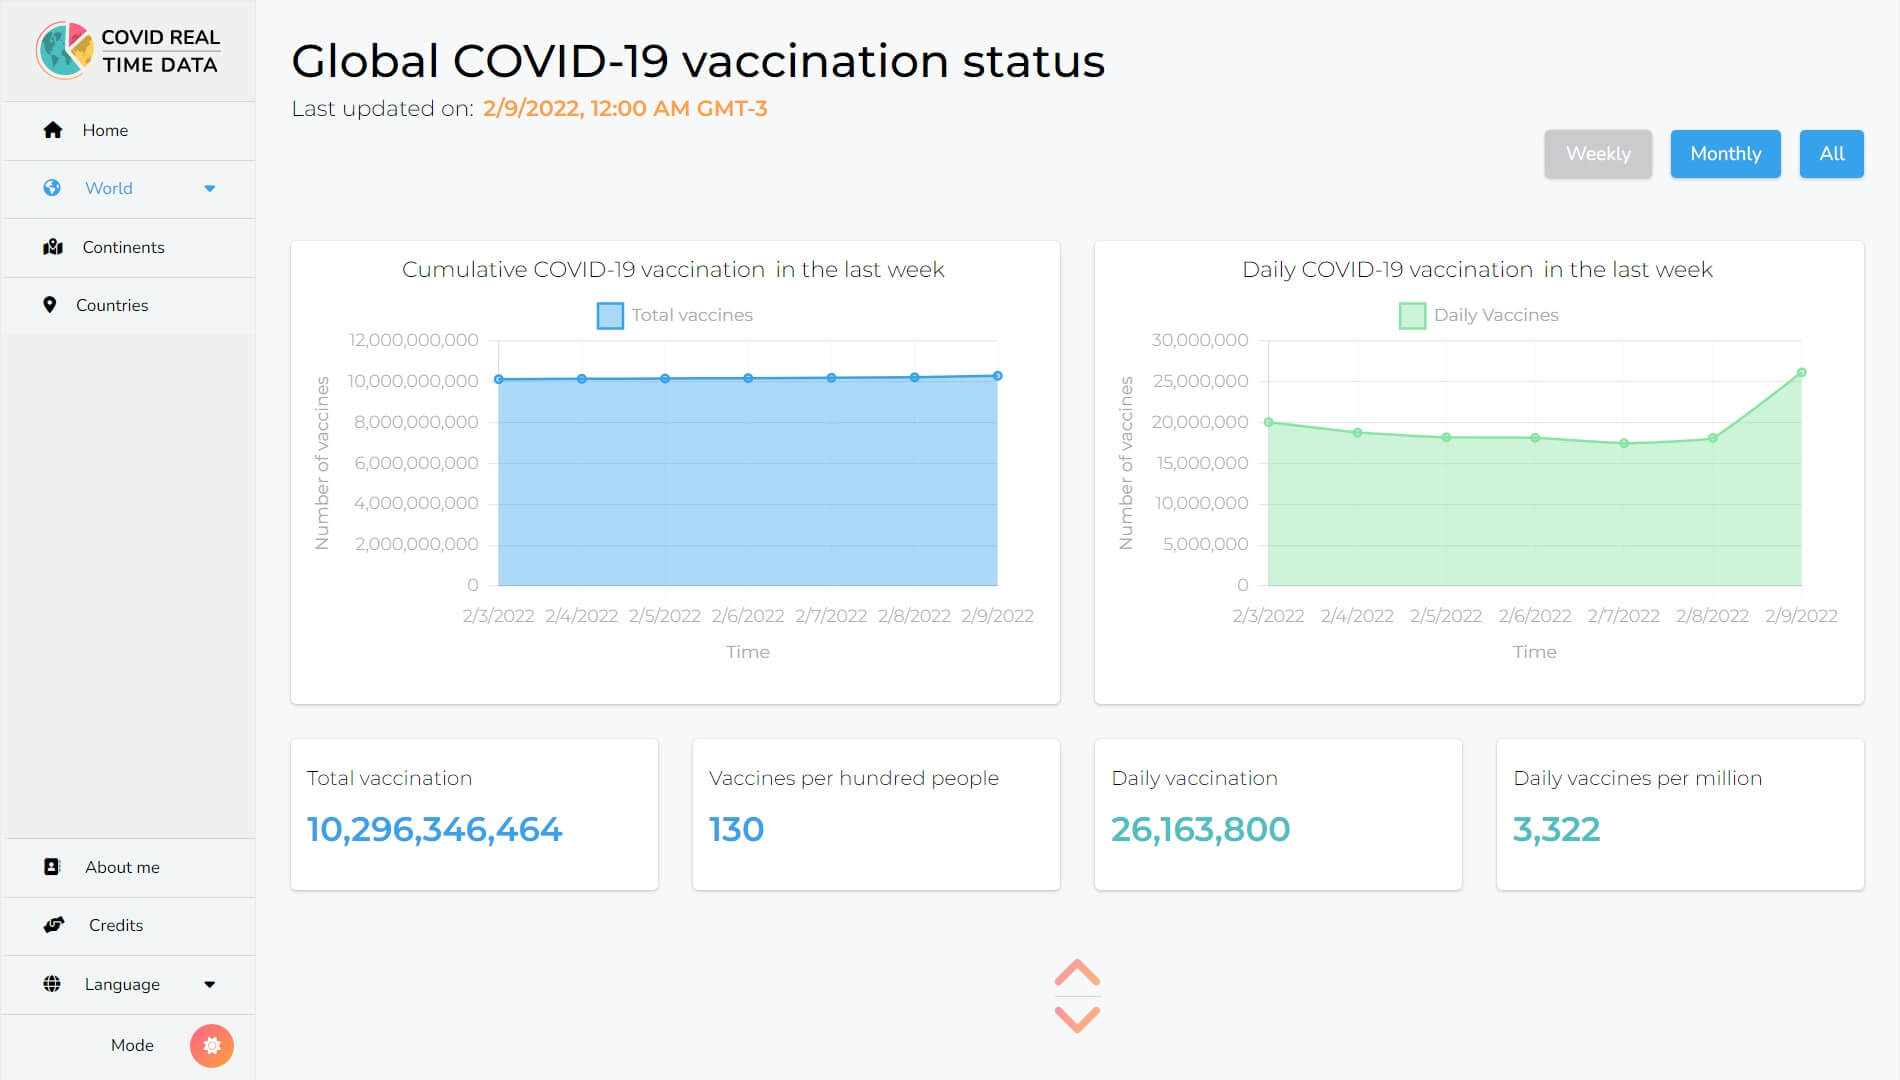 COVID REAL
TIME DATA
Home
World
Continents
Countries
About me
Credits
Language
Mode
Global COVID-19 vaccination status
Last updated on: 2/9/2022, 12:00 AM GMT-3
Weekly Monthly All
Cumulative COVID-19 vaccination in the last week
Total vaccines
Number of vaccines
12,000,000,000
10,000,000,000
8,000,000,000
6,000,000,000
4,000,000,000
2,000,000,000
0
2/3/2022 2/4/2022 2/5/2022 2/6/2022 2/7/2022 2/8/2022 2/9/2022
Time
Daily COVID-19 vaccination in the last week
Daily Vaccines
Number of vaccines
30,000,000
25,000,000
20,000,000
15,000,000
10,000,000
5,000,000
0
2/3/2022 2/4/2022 2/5/2022 2/6/2022 2/7/2022 2/8/2022 2/9/2022
Time
Total vaccination
10,296,346,464
Vaccines per hundred people
130
Daily vaccination
26,163,800
Daily vaccines per million
3,322